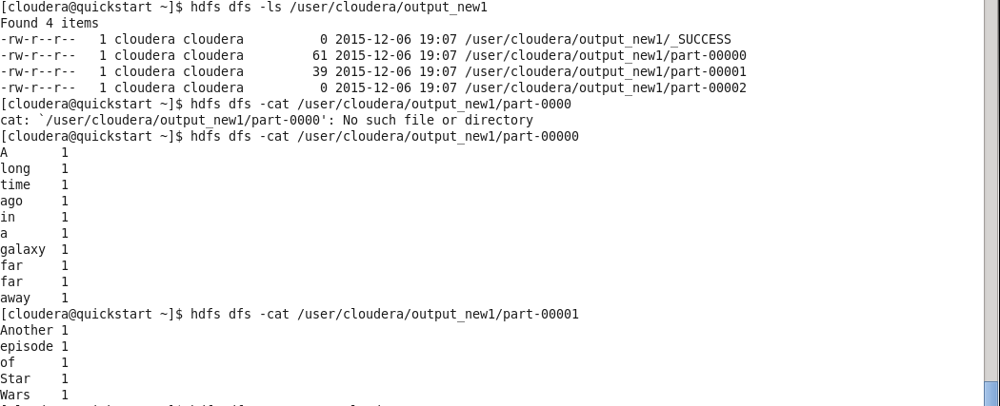 [cloudera@quickstart ~]$ hdfs dfs -ls /user/cloudera/output_new1
Found 4 items
-rw-r--r--   1 cloudera cloudera          0 2015-12-06 19:07 /user/cloudera/output_new1/_SUCCESS
-rw-r--r--   1 cloudera cloudera         61 2015-12-06 19:07 /user/cloudera/output_new1/part-00000
-rw-r--r--   1 cloudera cloudera         39 2015-12-06 19:07 /user/cloudera/output_new1/part-00001
-rw-r--r--   1 cloudera cloudera          0 2015-12-06 19:07 /user/cloudera/output_new1/part-00002
[cloudera@quickstart ~]$ hdfs dfs -cat /user/cloudera/output_new1/part-0000
cat: `/user/cloudera/output_new1/part-0000': No such file or directory
[cloudera@quickstart ~]$ hdfs dfs -cat /user/cloudera/output_new1/part-00000
A       1
long    1
time    1
ago     1
in      1
a       1
galaxy  1
far     1
far     1
away    1
[cloudera@quickstart ~]$ hdfs dfs -cat /user/cloudera/output_new1/part-00001
Another 1
episode 1
of      1
Star    1
Wars    1